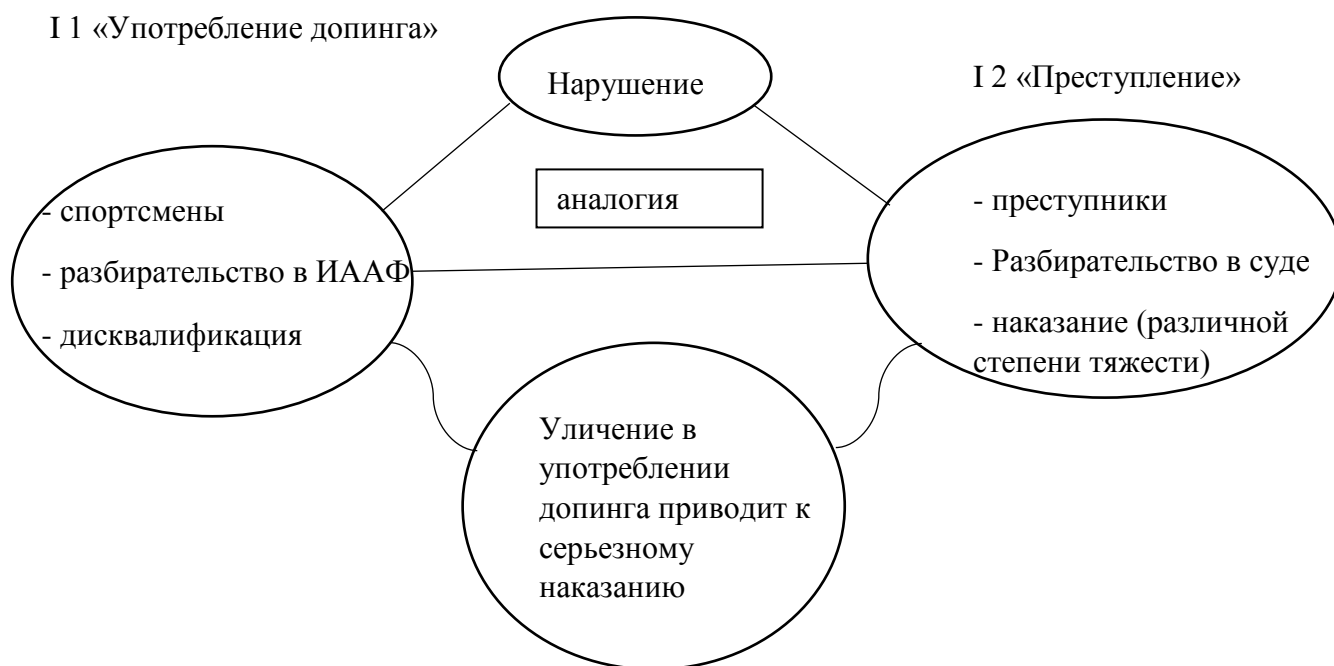 I 1 «Употребление допинга»
Нарушение
I 2 «Преступление»
аналогия
- спортсмены
- разбирательство в ИААФ
- дисквалификация
- преступники
- Разбирательство в суде
- наказание (различной
степени тяжести)
Уличение в
употреблении
допинга приводит к
серьезному
наказанию